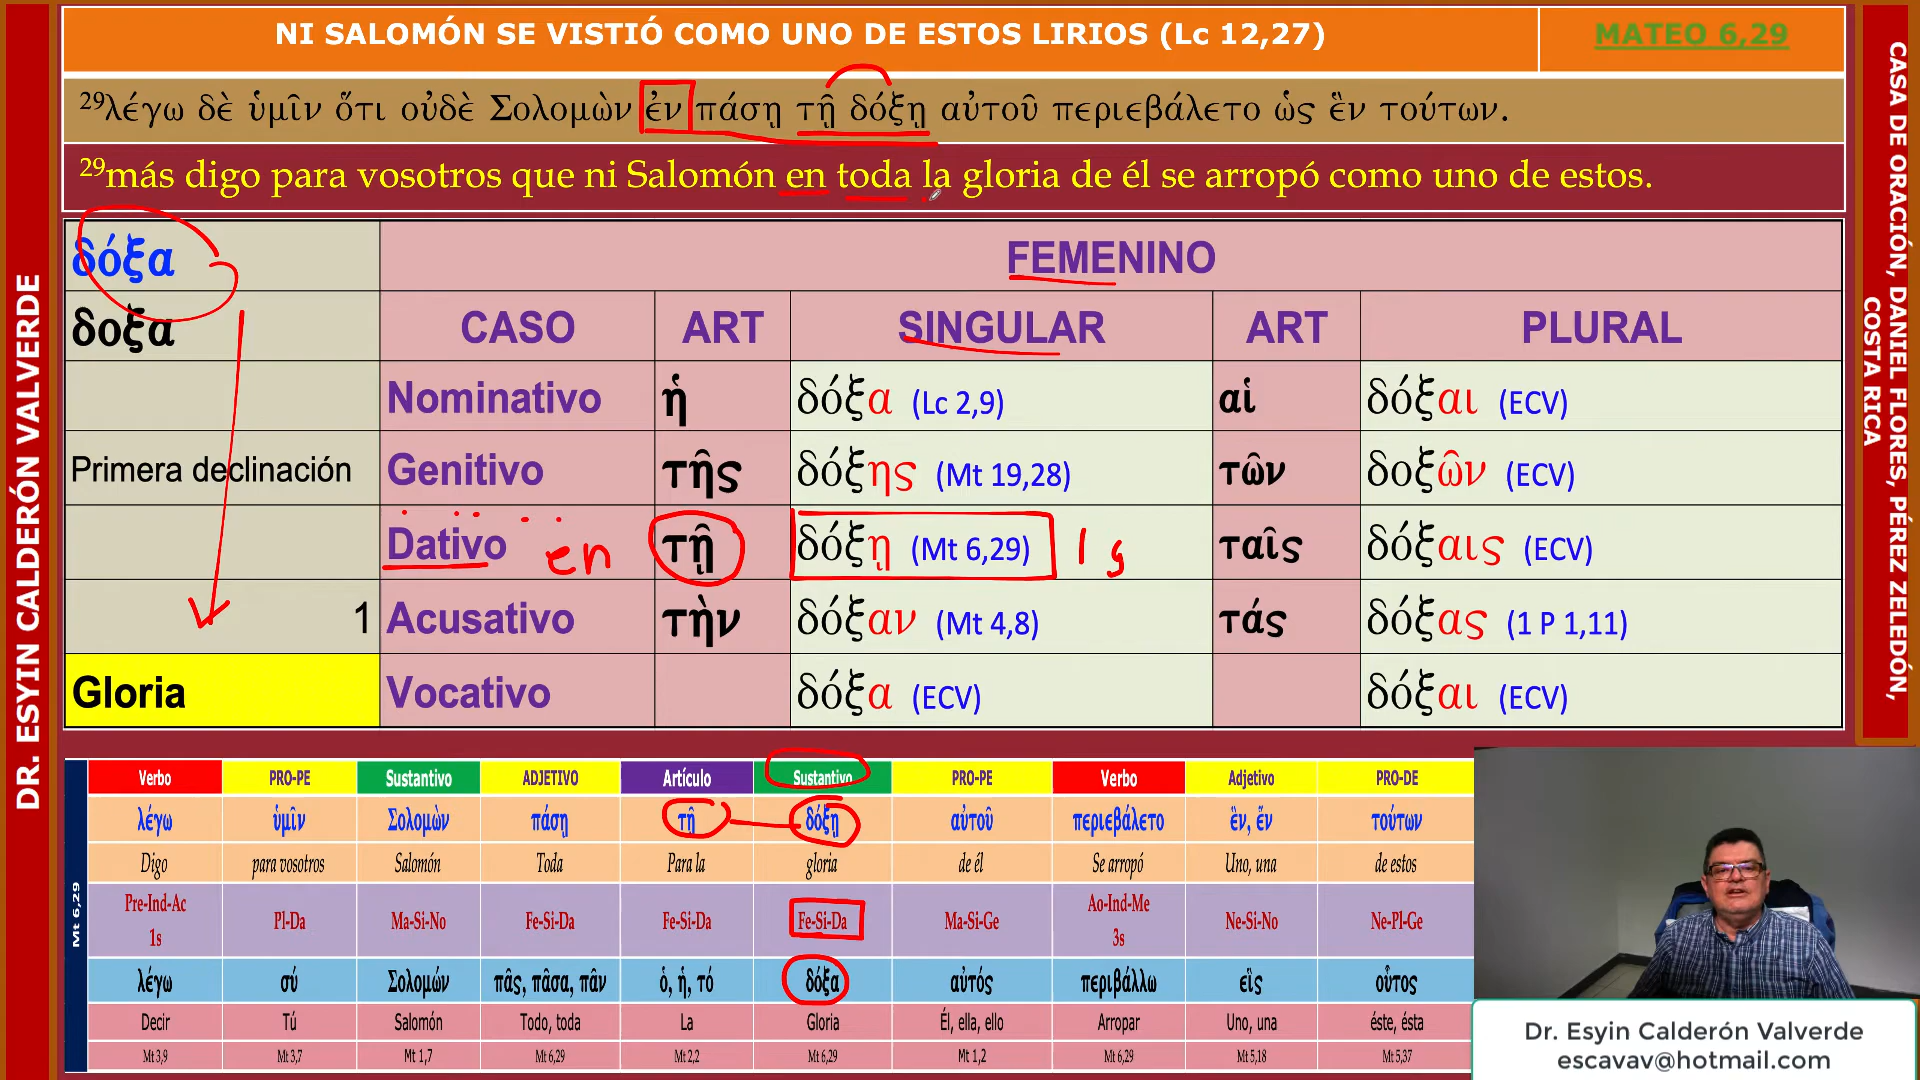 NI SALOMÓN SE VISTIÓ COMO UNO DE ESTOS LIRIOS (Lc 12,27) MATEO 6,29
²⁹λέγω δὲ ὑμῖν ὅτι οὐδὲ Σολομὼν ἐν πάσῃ τῇ δόξῃ αὐτοῦ περιεβάλετο ὡς ἓν τούτων.
²⁹más digo para vosotros que ni Salomón en toda la gloria de él se arropó como uno de estos.
δόξα FEMENINO
δοξα CASO ART SINGULAR ART PLURAL
Nominativo ἡ δόξα (Lc 2,9) αἱ δόξαι (ECV)
Primera declinación Genitivo τῆς δόξης (Mt 19,28) τῶν δοξῶν (ECV)
Dativo en τῇ δόξῃ (Mt 6,29) ταῖς δόξαις (ECV)
1 Acusativo τὴν δόξαν (Mt 4,8) τάς δόξας (1 P 1,11)
Gloria Vocativo δόξα (ECV) δόξαι (ECV)
Mt 6,29
Verbo PRO-PE Sustantivo ADJETIVO Artículo Sustantivo PRO-PE Verbo Adjetivo PRO-DE
λέγω ὑμῖν Σολομὼν πάσῃ τῇ δόξῃ αὐτοῦ περιεβάλετο ἓν, ἕν τούτων
Digo para vosotros Salomón Toda Para la gloria de él Se arropó Uno, una de estos
Pre-Ind-Ac 1s Pl-Da Ma-Si-No Fe-Si-Da Fe-Si-Da Fe-Si-Da Ma-Si-Ge Ao-Ind-Me 3s Ne-Si-No Ne-Pl-Ge
λέγω σύ Σολομών πᾶς, πᾶσα, πᾶν ὁ, ἡ, τό δόξα αὐτός περιβάλλω εἷς οὗτος
Decir Tú Salomón Todo, toda La Gloria Él, ella, ello Arropar Uno, una éste, ésta
Mt 3,9 Mt 3,7 Mt 1,7 Mt 6,29 Mt 2,2 Mt 6,29 Mt 1,2 Mt 6,29 Mt 5,18 Mt 5,37
DR. ESYIN CALDERÓN VALVERDE
CASA DE ORACIÓN, DANIEL FLORES, PÉREZ ZELEDÓN,
COSTA RICA
Dr. Esyin Calderón Valverde
escavav@hotmail.com